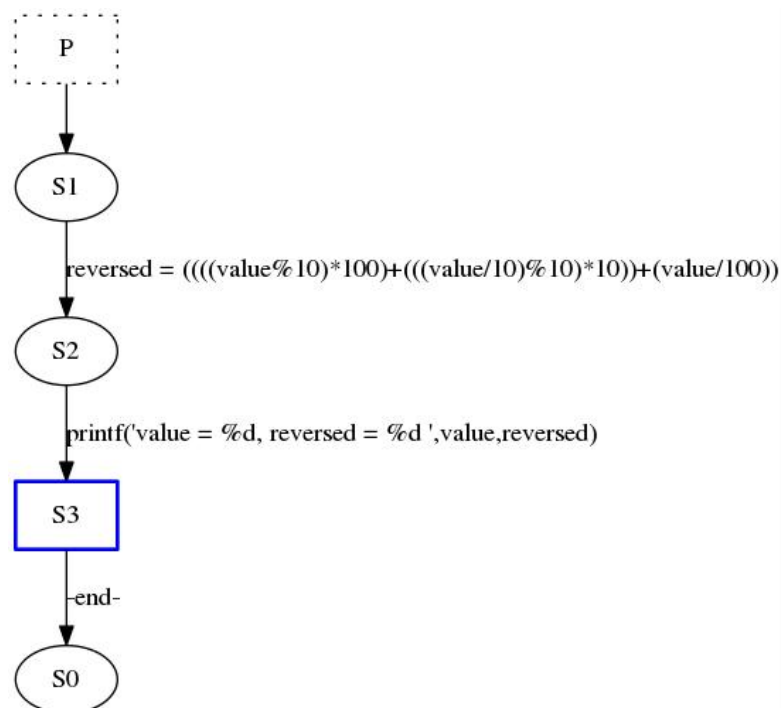 P
S1
reversed = ((((value%10)*100)+(((value/10)%10)*10))+(value/100))
S2
printf('value = %d, reversed = %d ',value,reversed)
S3
-end-
S0